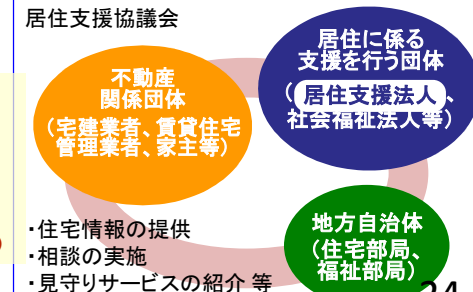 居住支援協議会
不動産
関係団体
（宅建業者、賃貸住宅
管理業者、家主等）
居住に係る
支援を行う団体
（居住支援法人、
社会福祉法人等）
地方自治体
（住宅部局、
福祉部局）
・住宅情報の提供
・相談の実施
・見守りサービスの紹介 等